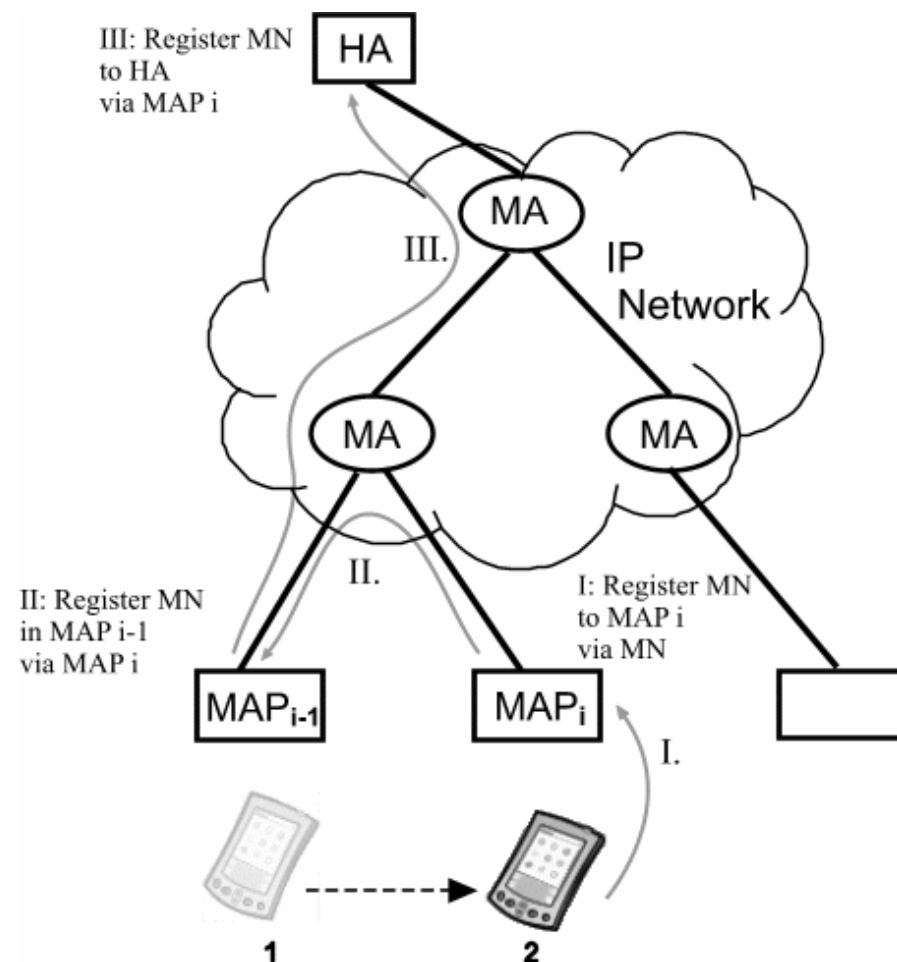 III: Register MN
to HA
via MAP i
HA
MA
III.
IP
Network
MA
MA
II.
II: Register MN
in MAP i-1
via MAP i
I: Register MN
to MAP i
via MN
MAPi-1
MAPi
I.
1
2